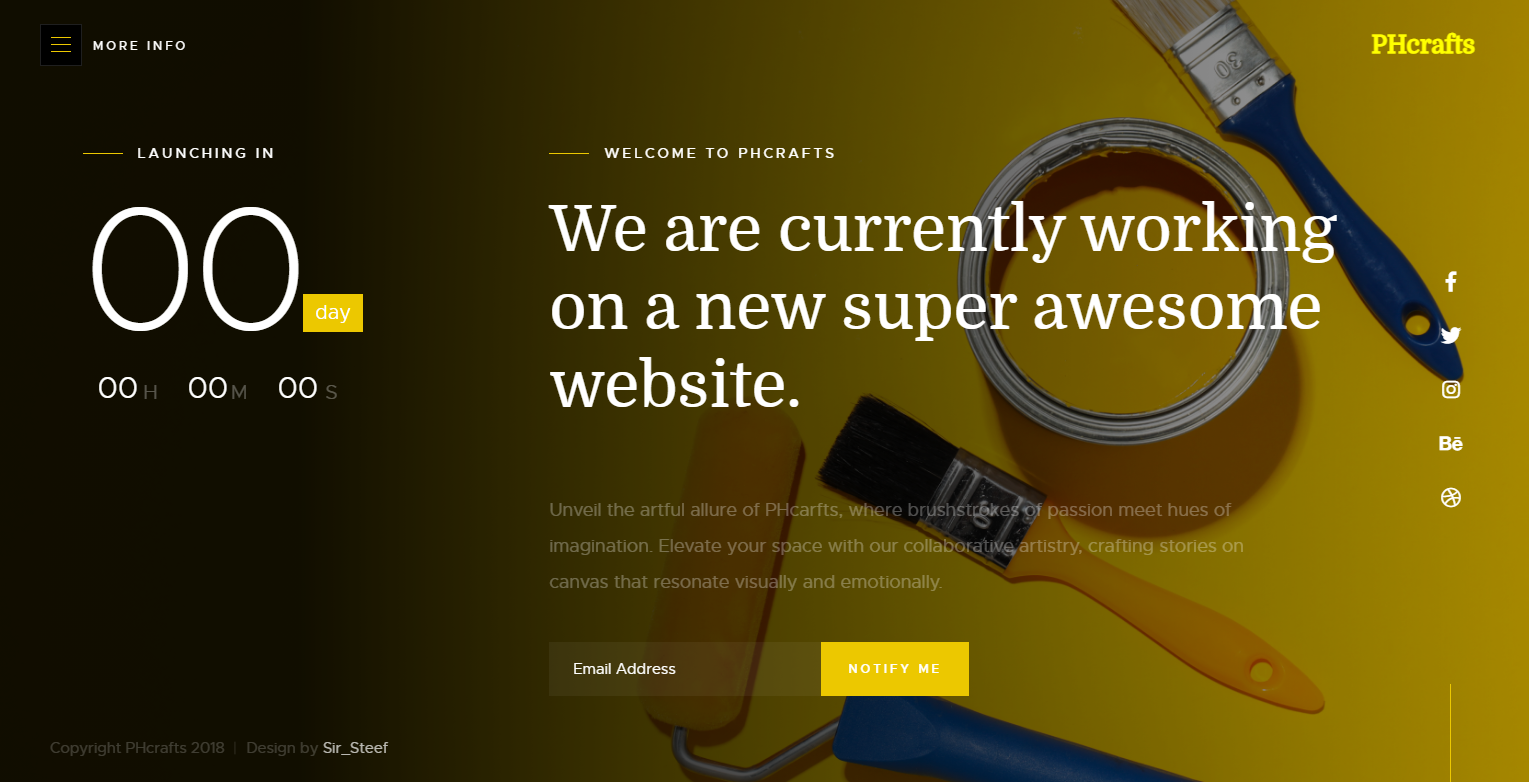 MORE INFO
PHcrafts
LAUNCHING IN
00
day
00 H 00 M 00 S
WELCOME TO PHCRAFTS
We are currently working
on a new super awesome
website.
Unveil the artful allure of PHcarfts, where brushstrokes of passion meet hues of
imagination. Elevate your space with our collaborative artistry, crafting stories on
canvas that resonate visually and emotionally.
Email Address
NOTIFY ME
Bē
30
Copyright PHcrafts 2018 | Design by Sir_Steef